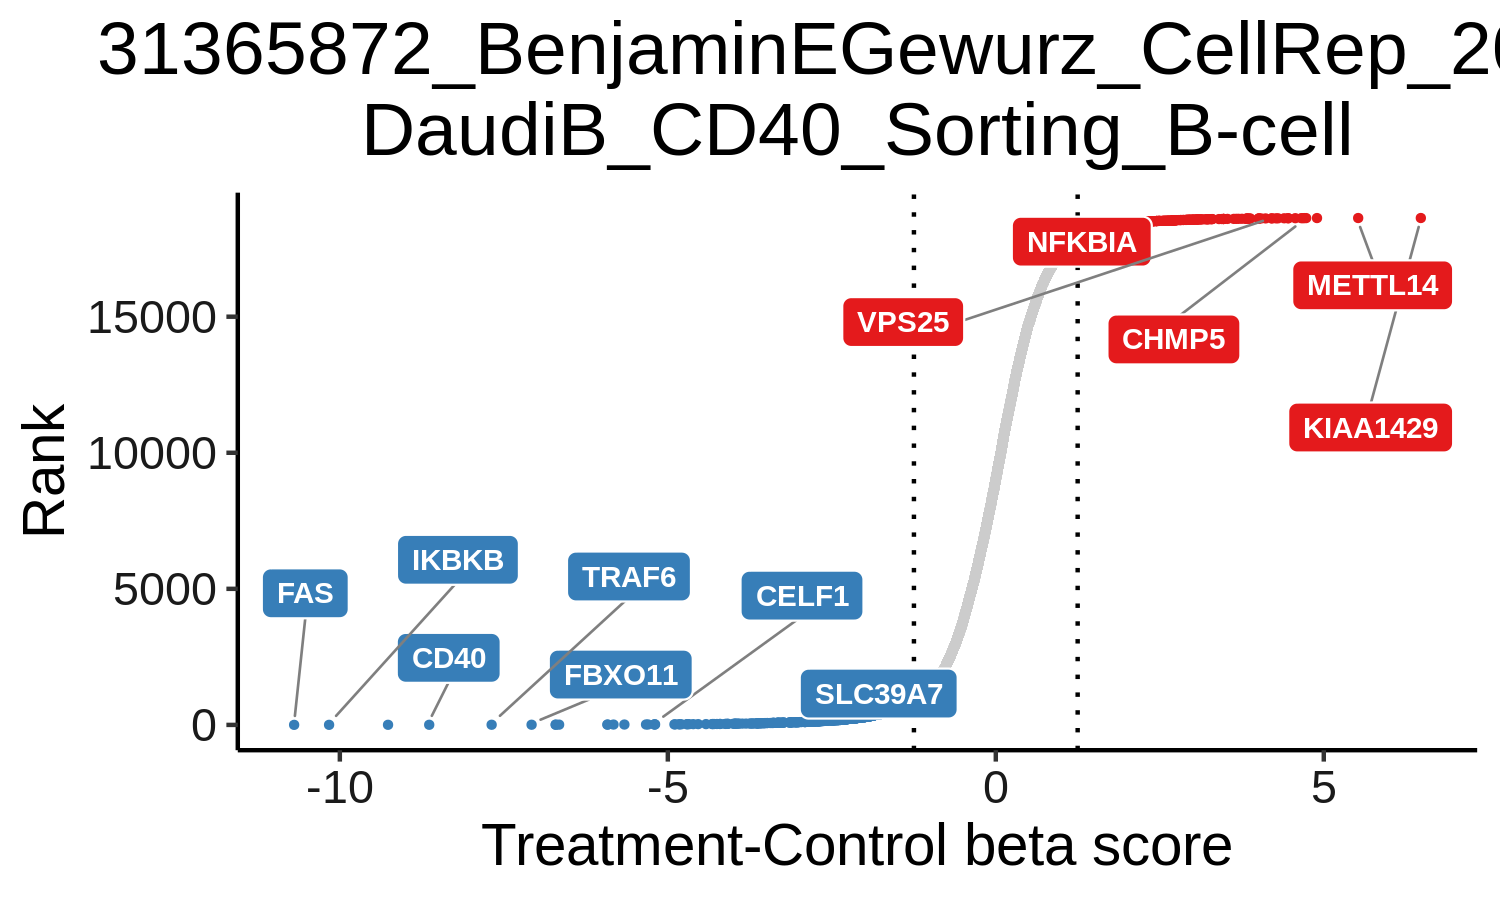 31365872_BenjaminEGewurz_CellRep_20
DaudiB_CD40_Sorting_B-cell
NFKBIA
METTL14
VPS25
CHMP5
KIAA1429
IKBKB
TRAF6
FAS
CELF1
CD40
FBXO11
SLC39A7
15000
10000
5000
0
Rank
-10
-5
0
5
Treatment-Control beta score